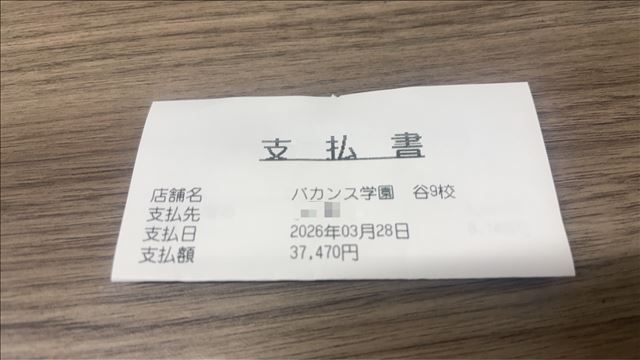 支払書
店舗名 バカンス学園 谷9校
支払先
支払日 2026年03月28日
支払額 37,470円